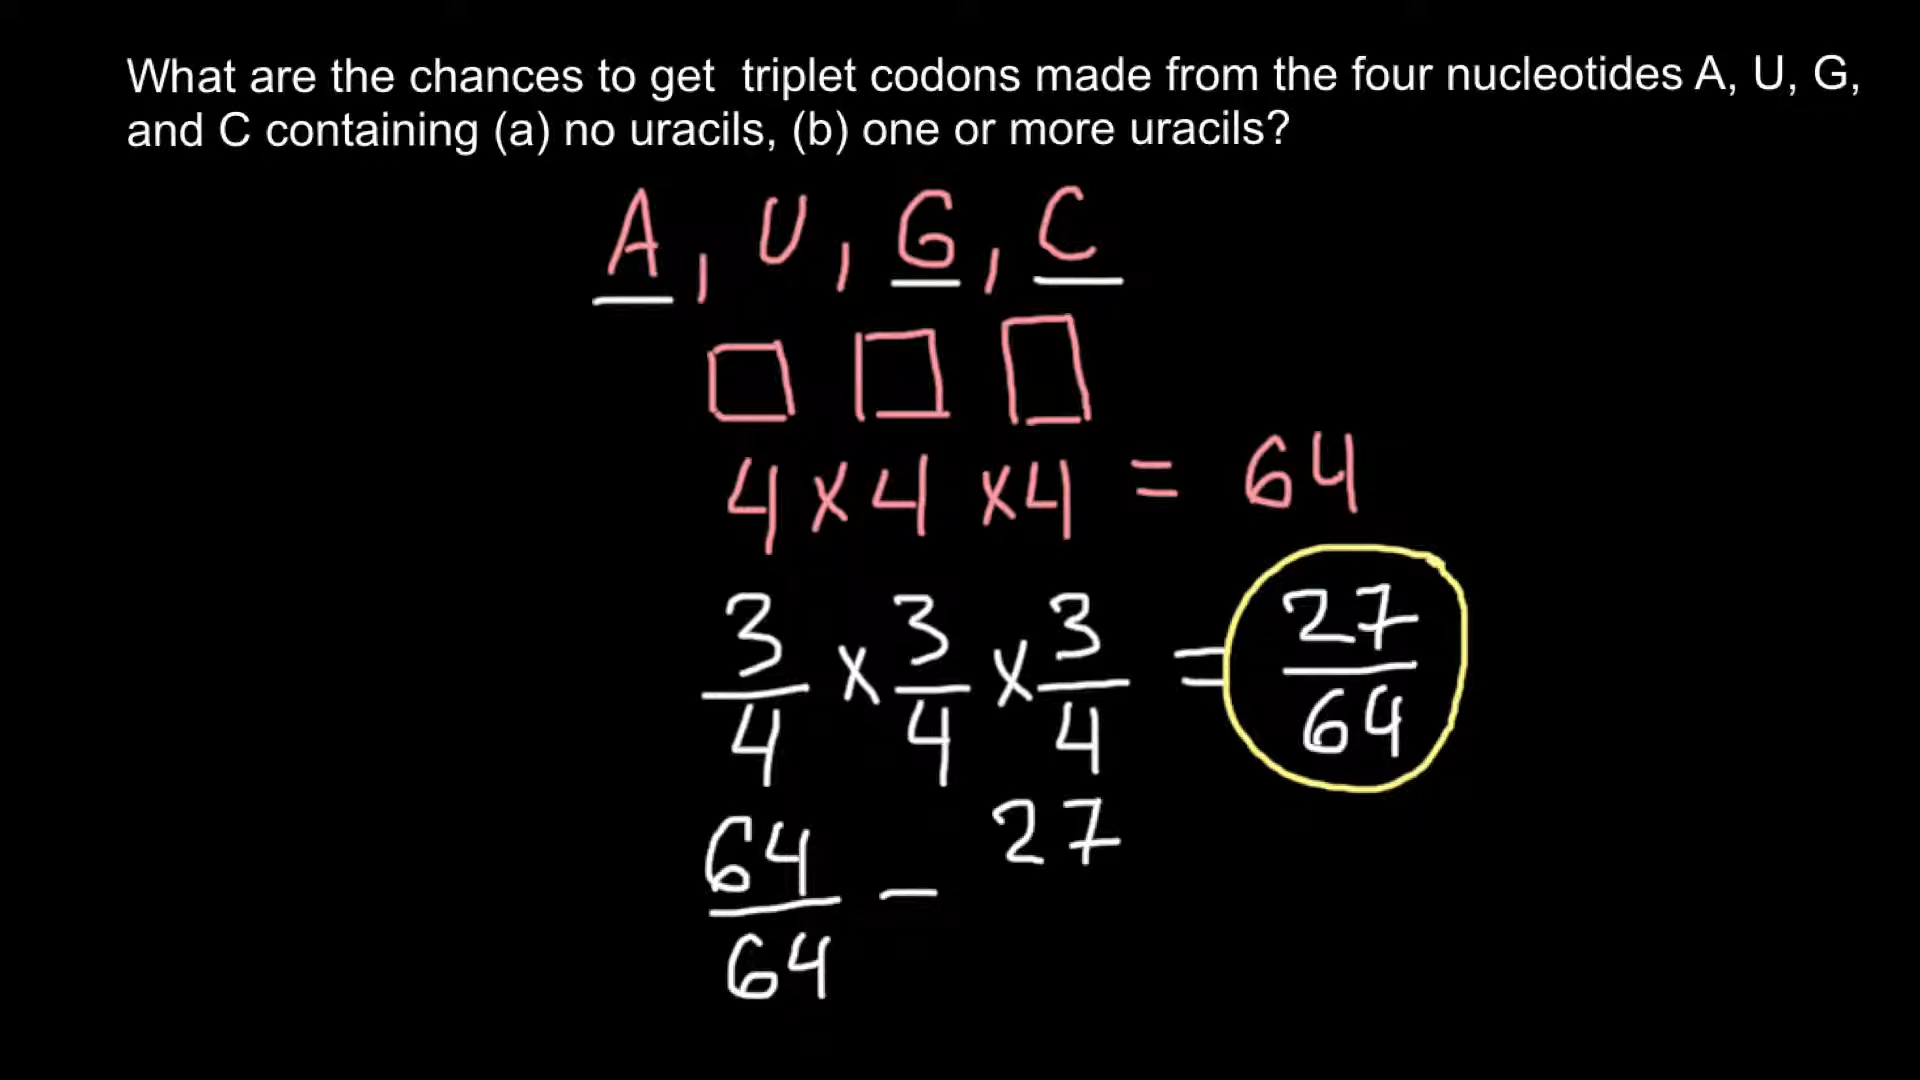 What are the chances to get triplet codons made from the four nucleotides A, U, G,
and C containing (a) no uracils, (b) one or more uracils?
A, U, G, C
4 x 4 x 4 = 64
3/4 x 3/4 x 3/4 = 27/64
64/64 - 27